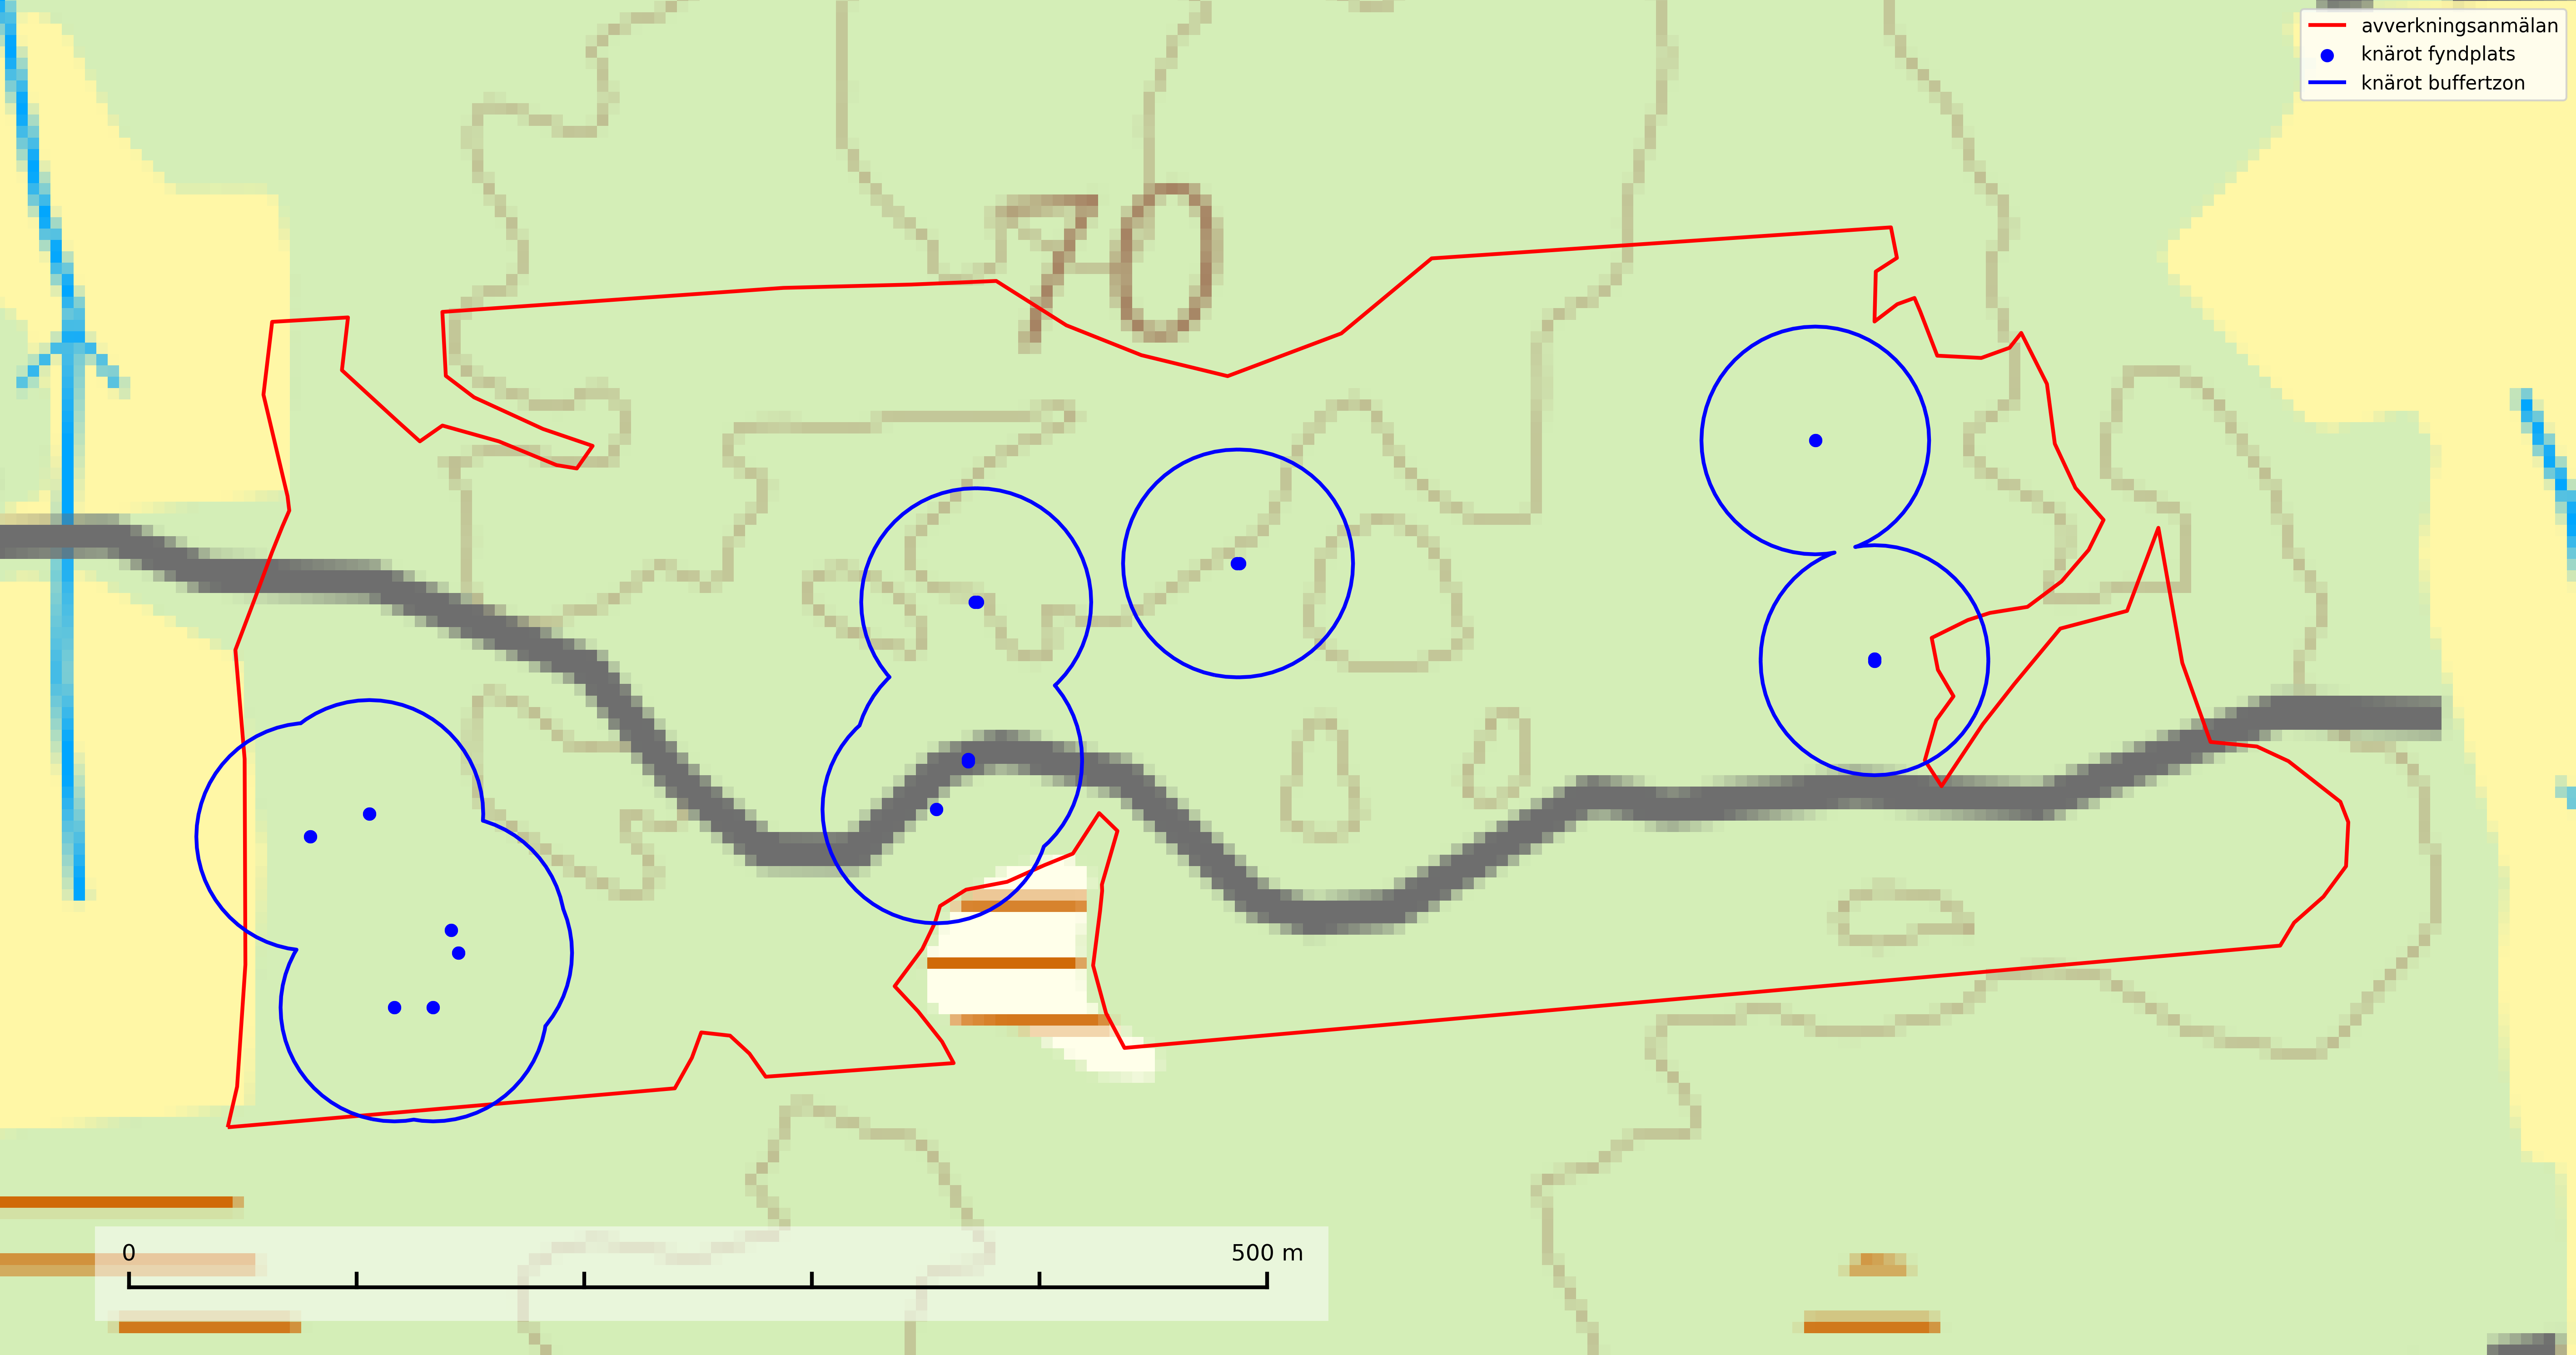 avverkningsanmälan
knärot fyndplats
knärot buffertzon
70
0 500 m